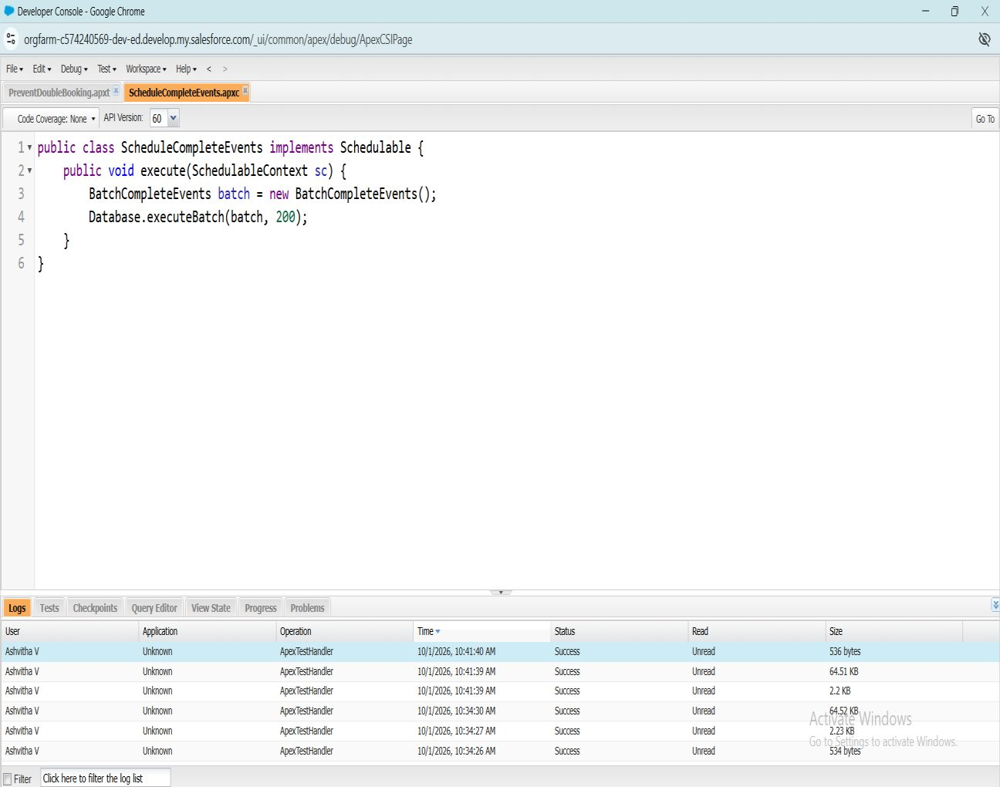 Developer Console - Google Chrome
orgfarm-c574240569-dev-ed.develop.my.salesforce.com/_ui/common/apex/debug/ApexCSIPage
File Edit Debug Test Workspace Help < >
PreventDoubleBooking.apxt ScheduleCompleteEvents.apxc
Code Coverage: None API Version: 60 Go To
1 public class ScheduleCompleteEvents implements Schedulable {
2 public void execute(SchedulableContext sc) {
3 BatchCompleteEvents batch = new BatchCompleteEvents();
4 Database.executeBatch(batch, 200);
5 }
6 }
Logs Tests Checkpoints Query Editor View State Progress Problems
User Application Operation Time Status Read Size
Ashvitha V Unknown ApexTestHandler 10/1/2026, 10:41:40 AM Success Unread 536 bytes
Ashvitha V Unknown ApexTestHandler 10/1/2026, 10:41:39 AM Success Unread 64.51 KB
Ashvitha V Unknown ApexTestHandler 10/1/2026, 10:41:39 AM Success Unread 2.2 KB
Ashvitha V Unknown ApexTestHandler 10/1/2026, 10:34:30 AM Success Unread 64.52 KB
Activate Windows
Ashvitha V Unknown ApexTestHandler 10/1/2026, 10:34:27 AM Success Unread 2.23 KB
Go to Settings to activate Windows.
Ashvitha V Unknown ApexTestHandler 10/1/2026, 10:34:26 AM Success Unread 534 bytes
Filter Click here to filter the log list